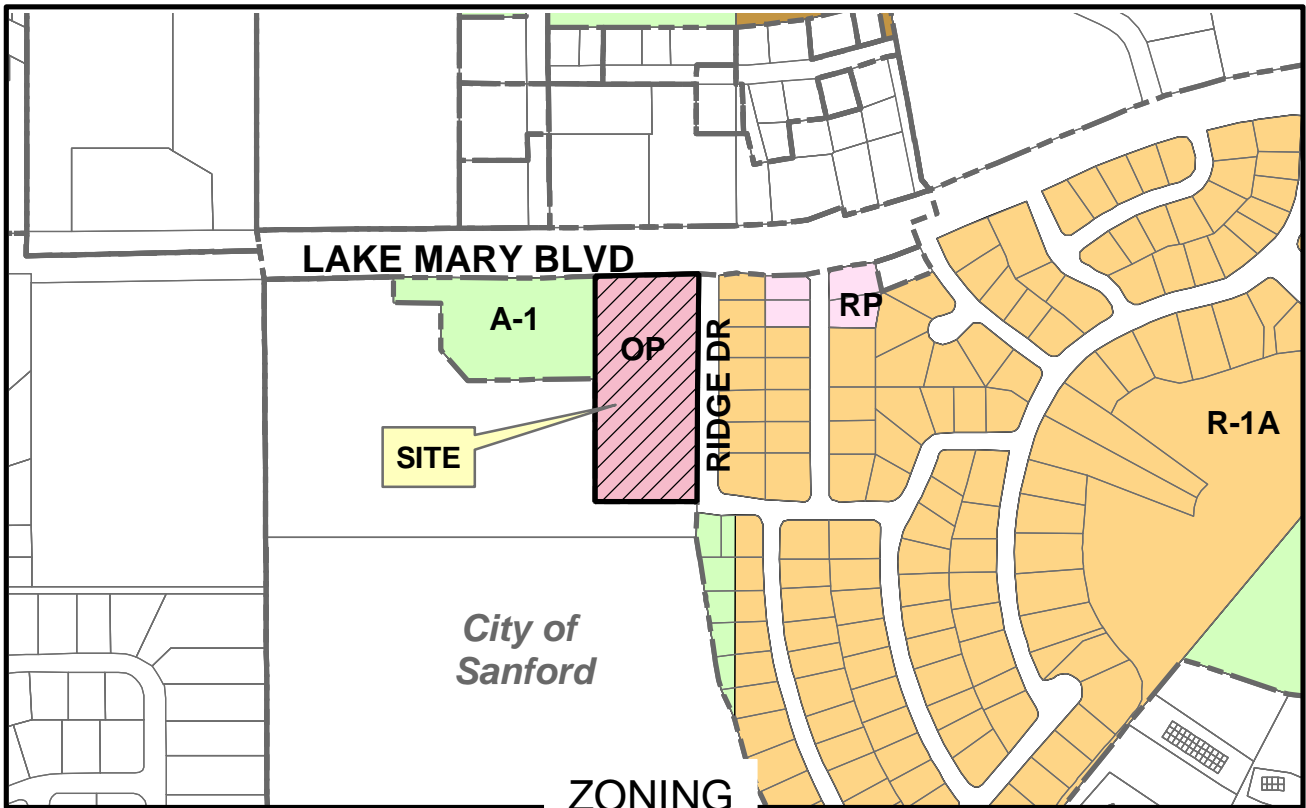 LAKE MARY BLVD
A-1
OP
RIDGE DR
RP
R-1A
SITE
City of
Sanford
ZONING